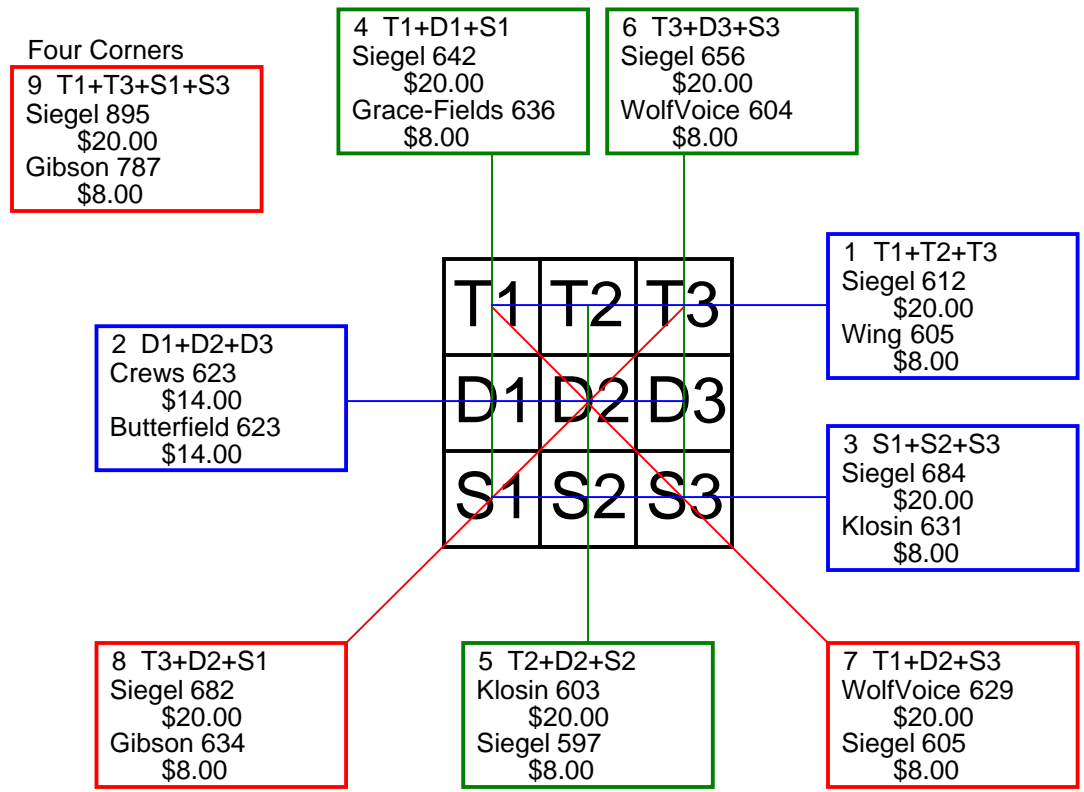 Four Corners
9 T1+T3+S1+S3
Siegel 895
$20.00
Gibson 787
$8.00
4 T1+D1+S1
Siegel 642
$20.00
Grace-Fields 636
$8.00
6 T3+D3+S3
Siegel 656
$20.00
WolfVoice 604
$8.00
1 T1+T2+T3
Siegel 612
$20.00
Wing 605
$8.00
T1 T2 T3
D1 D2 D3
S1 S2 S3
2 D1+D2+D3
Crews 623
$14.00
Butterfield 623
$14.00
3 S1+S2+S3
Siegel 684
$20.00
Klosin 631
$8.00
8 T3+D2+S1
Siegel 682
$20.00
Gibson 634
$8.00
5 T2+D2+S2
Klosin 603
$20.00
Siegel 597
$8.00
7 T1+D2+S3
WolfVoice 629
$20.00
Siegel 605
$8.00